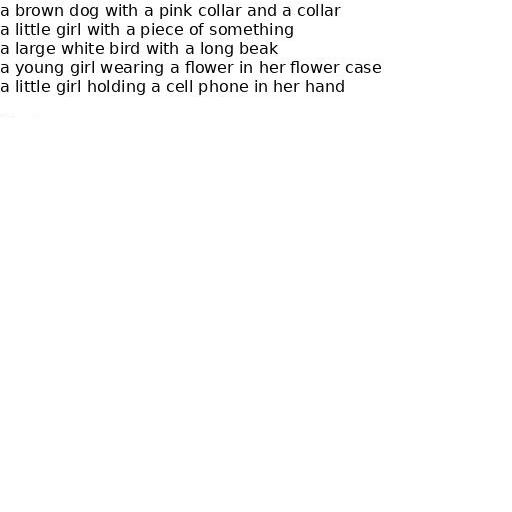 a brown dog with a pink collar and a collar
a little girl with a piece of something
a large white bird with a long beak
a young girl wearing a flower in her flower case
a little girl holding a cell phone in her hand